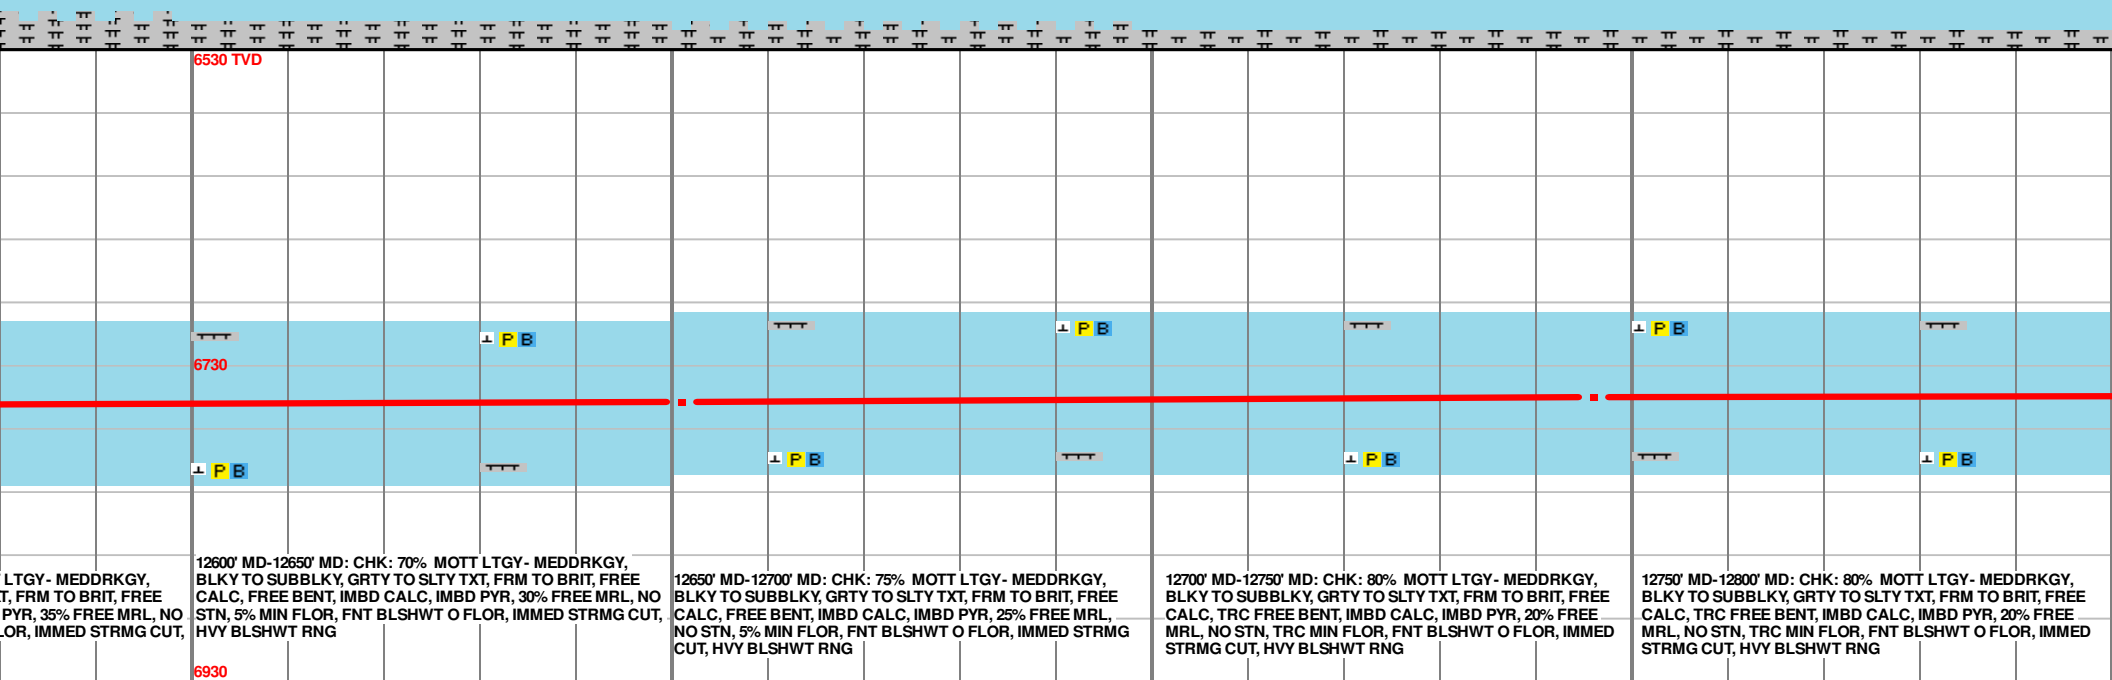 6530 TVD
P B
P B
P B
6730
P B
P B
P B
P B
LTGY- MEDDRKGY,
T, FRM TO BRIT, FREE
PYR, 35% FREE MRL, NO
LOR, IMMED STRMG CUT,
12600' MD-12650' MD: CHK: 70% MOTT LTGY- MEDDRKGY,
BLKY TO SUBBLKY, GRTY TO SLTY TXT, FRM TO BRIT, FREE
CALC, FREE BENT, IMBD CALC, IMBD PYR, 30% FREE MRL, NO
STN, 5% MIN FLOR, FNT BLSHWT O FLOR, IMMED STRMG CUT,
HVY BLSHWT RNG
12650' MD-12700' MD: CHK: 75% MOTT LTGY- MEDDRKGY,
BLKY TO SUBBLKY, GRTY TO SLTY TXT, FRM TO BRIT, FREE
CALC, FREE BENT, IMBD CALC, IMBD PYR, 25% FREE MRL,
NO STN, 5% MIN FLOR, FNT BLSHWT O FLOR, IMMED STRMG
CUT, HVY BLSHWT RNG
12700' MD-12750' MD: CHK: 80% MOTT LTGY- MEDDRKGY,
BLKY TO SUBBLKY, GRTY TO SLTY TXT, FRM TO BRIT, FREE
CALC, TRC FREE BENT, IMBD CALC, IMBD PYR, 20% FREE
MRL, NO STN, TRC MIN FLOR, FNT BLSHWT O FLOR, IMMED
STRMG CUT, HVY BLSHWT RNG
12750' MD-12800' MD: CHK: 80% MOTT LTGY- MEDDRKGY,
BLKY TO SUBBLKY, GRTY TO SLTY TXT, FRM TO BRIT, FREE
CALC, TRC FREE BENT, IMBD CALC, IMBD PYR, 20% FREE
MRL, NO STN, TRC MIN FLOR, FNT BLSHWT O FLOR, IMMED
STRMG CUT, HVY BLSHWT RNG
6930